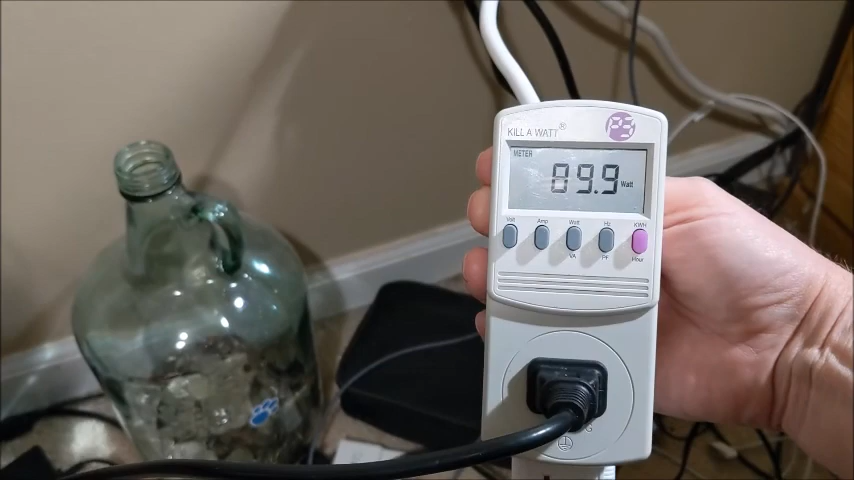 KILL A WATT®
P3
METER
89.9 Watt
Volt Amp Watt Hz KWH
VA PF Hour